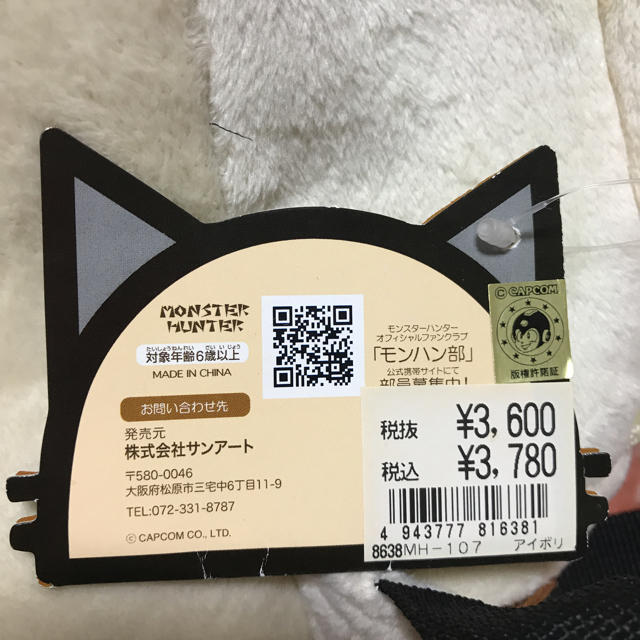 MONSTER
HUNTER
たいしょうねんれい さい いじょう
対象年齢6歳以上
MADE IN CHINA
お問い合わせ先
発売元
株式会社サンアート
〒580-0046
大阪府松原市三宅中6丁目11-9
TEL:072-331-8787
© CAPCOM CO., LTD.
モンスターハンター
オフィシャルファンクラブ
「モンハン部」
公式携帯サイトにて
部員募集中!
© CAPCOM
版権許諾証
税抜 ¥3,600
税込 ¥3,780
4 943777 816381
8638MH-107 アイボリ